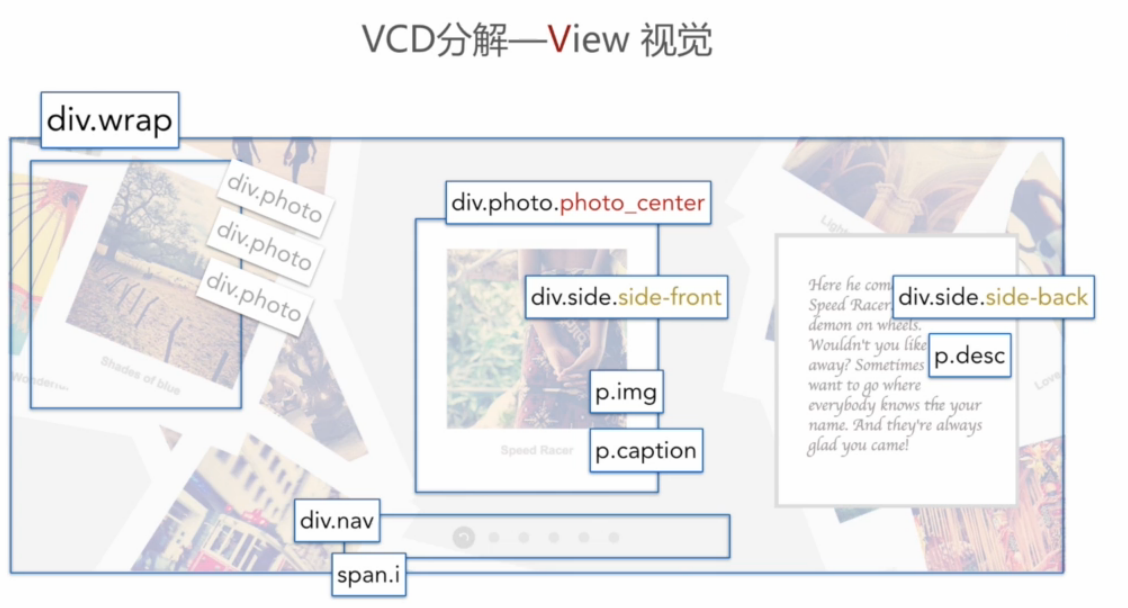 VCD分解—View 视觉
div.wrap
div.photo
div.photo
div.photo
Shades of blue
div.photo.photo_center
div.side.side-front
p.img
p.caption
Speed Racer
div.nav
span.i
div.side.side-back
p.desc
Here he com
Speed Racer
demon on wheels.
Wouldn't you like
away? Sometimes
want to go where
everybody knows the your
name. And they're always
glad you came!
Love